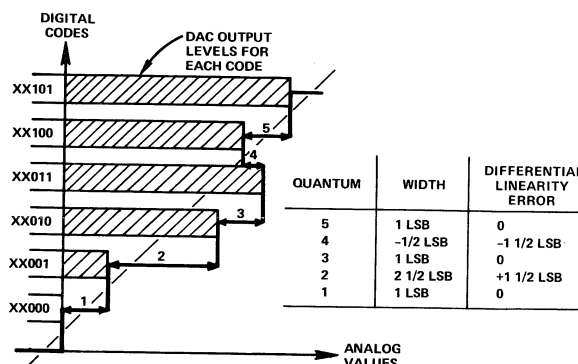 DIGITAL
CODES
DAC OUTPUT
LEVELS FOR
EACH CODE
XX101
XX100
XX011
XX010
XX001
XX000
5
4
3
2
1
ANALOG
VALUES
QUANTUM WIDTH DIFFERENTIAL LINEARITY ERROR
5 1 LSB 0
4 –1/2 LSB –1 1/2 LSB
3 1 LSB 0
2 2 1/2 LSB +1 1/2 LSB
1 1 LSB 0